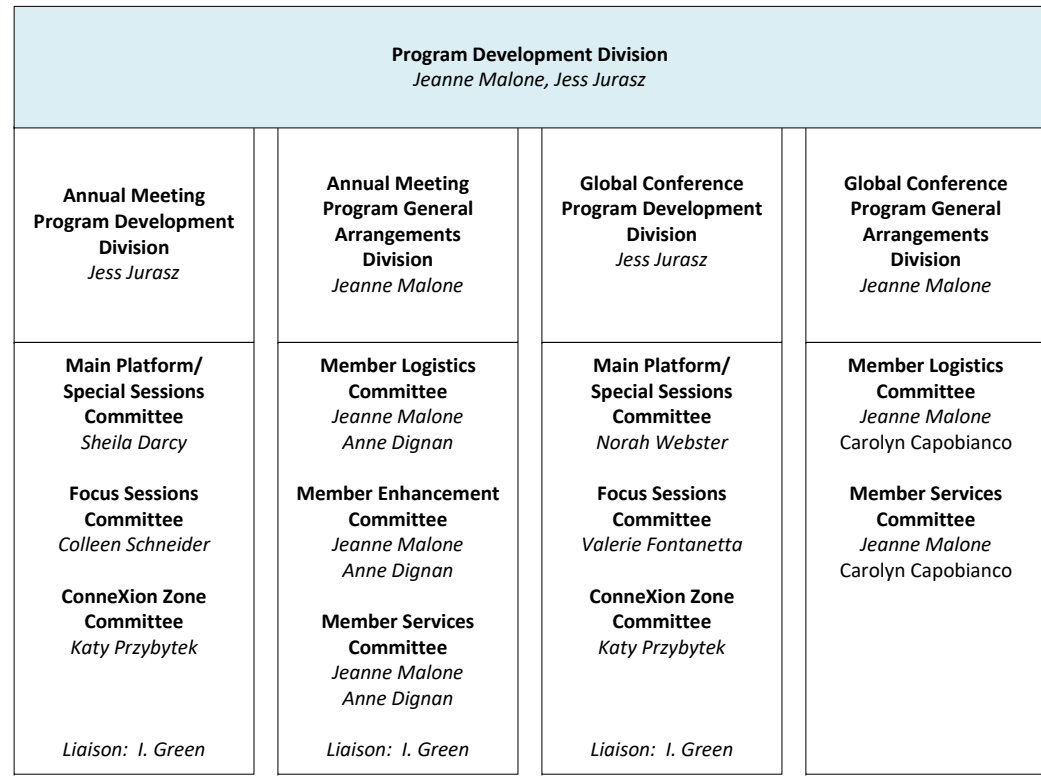 Program Development Division
Jeanne Malone, Jess Jurasz
Annual Meeting
Program Development
Division
Jess Jurasz
Annual Meeting
Program General
Arrangements
Division
Jeanne Malone
Global Conference
Program Development
Division
Jess Jurasz
Global Conference
Program General
Arrangements
Division
Jeanne Malone
Main Platform/
Special Sessions
Committee
Sheila Darcy
Focus Sessions
Committee
Colleen Schneider
ConneXion Zone
Committee
Katy Przybytek
Liaison:  I. Green
Member Logistics
Committee
Jeanne Malone
Anne Dignan
Member Enhancement
Committee
Jeanne Malone
Anne Dignan
Member Services
Committee
Jeanne Malone
Anne Dignan
Liaison:  I. Green
Main Platform/
Special Sessions
Committee
Norah Webster
Focus Sessions
Committee
Valerie Fontanetta
ConneXion Zone
Committee
Katy Przybytek
Liaison:  I. Green
Member Logistics
Committee
Jeanne Malone
Carolyn Capobianco
Member Services
Committee
Jeanne Malone
Carolyn Capobianco